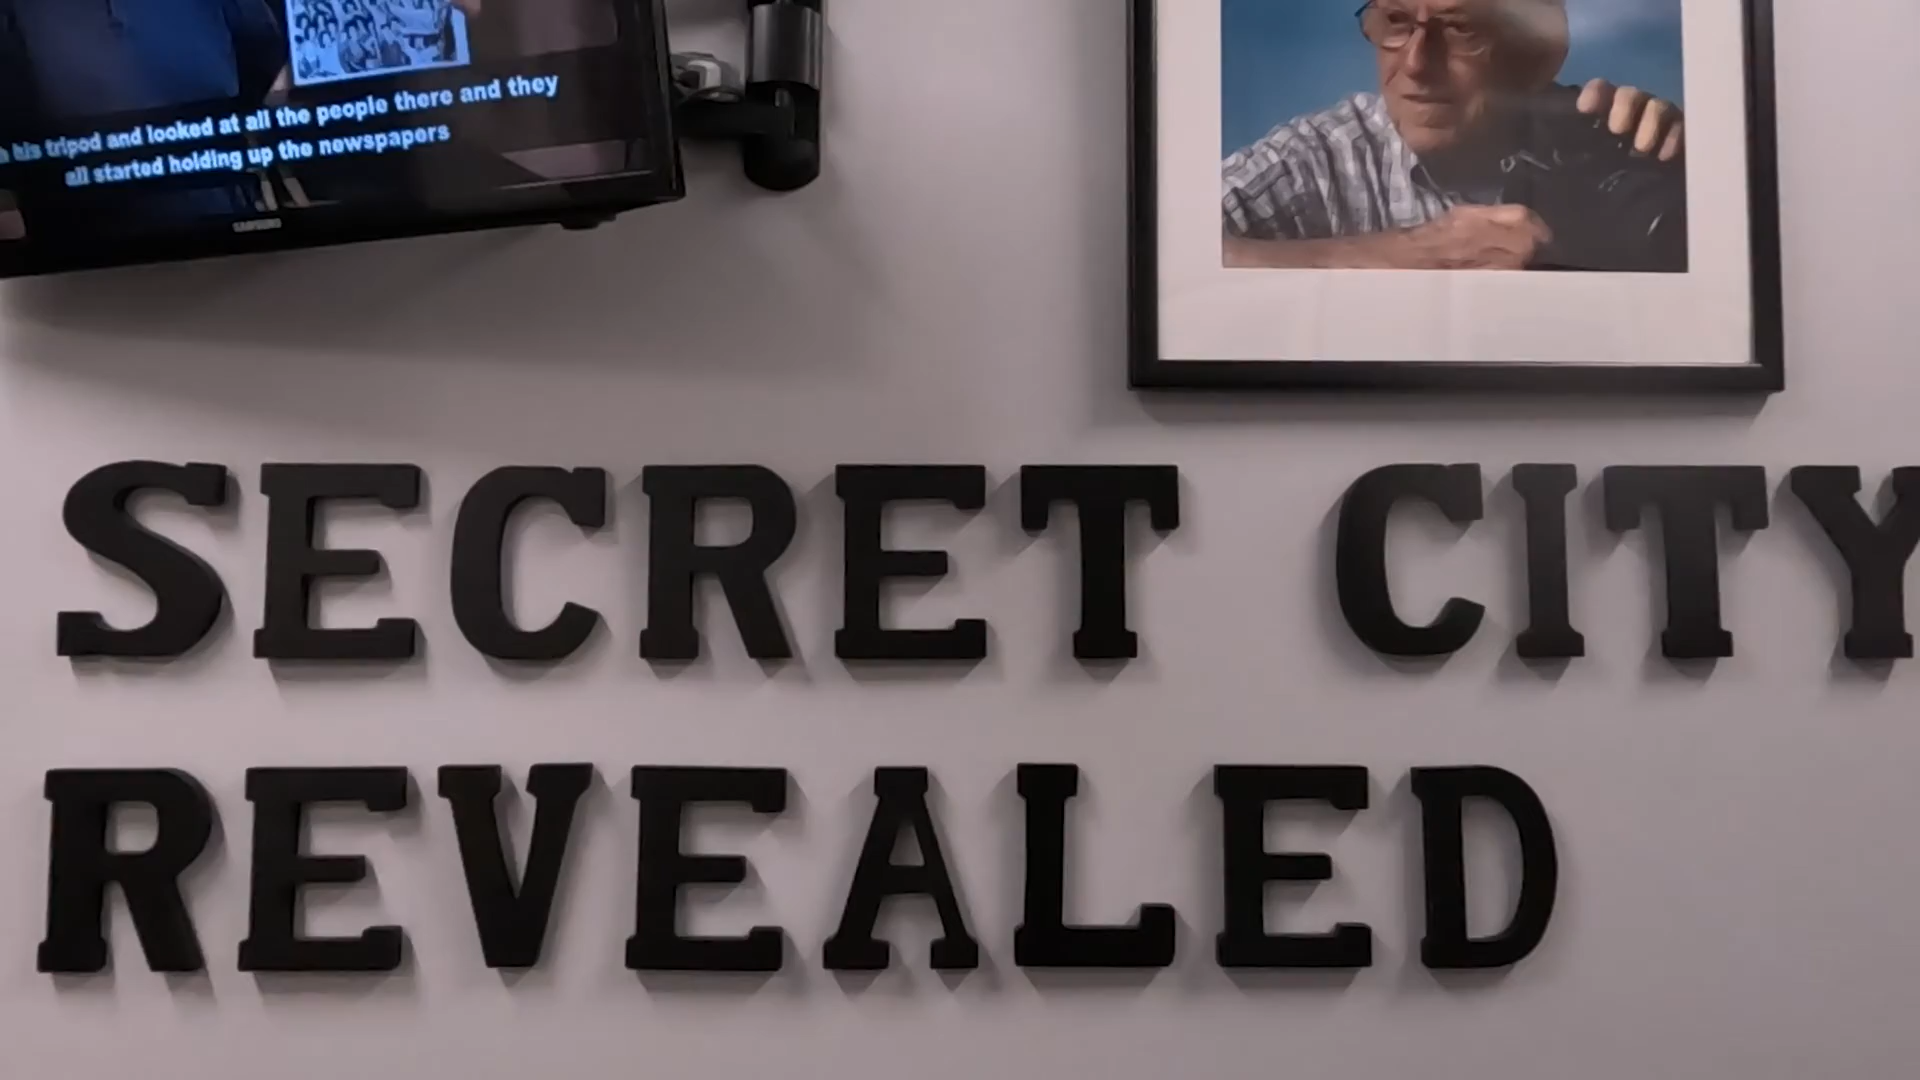 his tripod and looked at all the people there and they
all started holding up the newspapers
SAMSUNG
SECRET CITY
REVEALED